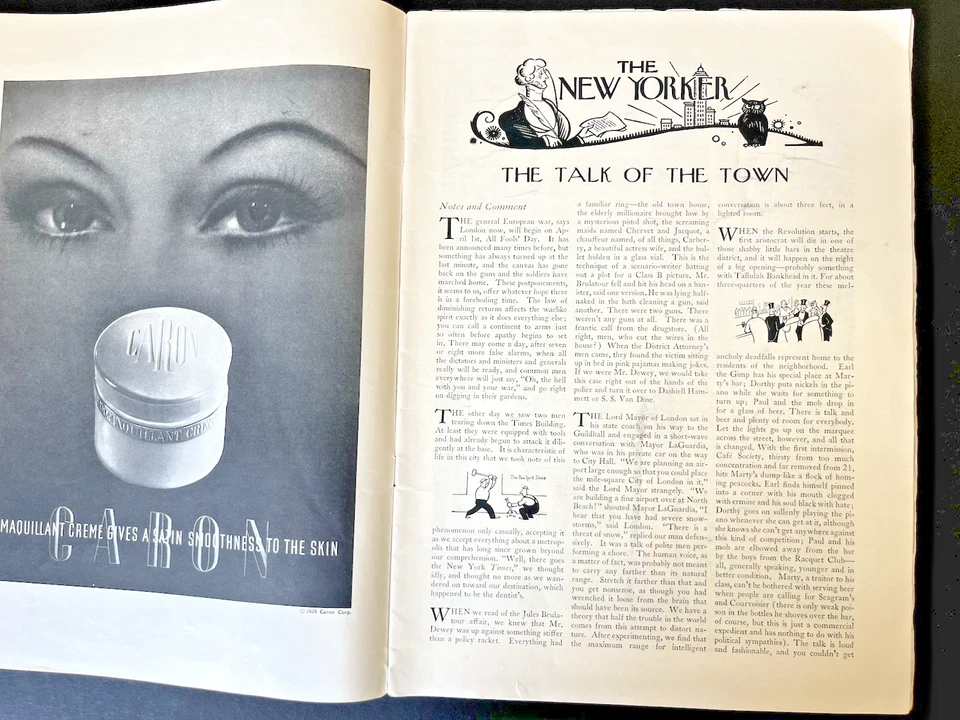 CARON
MAQUILLANT CREM
MAQUILLANT CREME GIVES A SATIN SMOOTHNESS TO THE SKIN
CARON
© 1939 Caron Corp.
THE
NEW YORKER
THE TALK OF THE TOWN
Notes and Comment
THE general European war, says
London now, will begin on Ap-
ril 1st, All Fools' Day. It has
been announced many times before, but
something has always turned up at the
last minute, and the canvas has gone
back on the guns and the soldiers have
marched home. These postponements,
it seems to us, offer whatever hope there
is in a foreboding time. The law of
diminishing returns affects the warlike
spirit exactly as it does everything else;
you can call a continent to arms just
so often before apathy begins to set
in. There may come a day, after seven
or eight more false alarms, when all
the dictators and ministers and generals
really will be ready, and common men
everywhere will just say, "Oh, the hell
with you and your war," and go right
on digging in their gardens.
THE other day we saw two men
tearing down the Times Building.
At least they were equipped with tools
and had already begun to attack it dili-
gently at the base. It is characteristic of
life in this city that we took note of this
The New York Times
phenomenon only casually, accepting it
as we accept everything about a metrop-
olis that has long since grown beyond
our comprehension. "Well, there goes
the New York Times," we thought
idly, and thought no more as we wan-
dered on toward our destination, which
happened to be the dentist's.
WHEN we read of the Jules Brula-
tour affair, we knew that Mr.
Dewey was up against something stiffer
than a policy racket. Everything had
a familiar ring—the old town house,
the elderly millionaire brought low by
a mysterious pistol shot, the screaming
maids named Chervet and Jacquot, a
chauffeur named, of all things, Carber-
ry, a beautiful actress wife, and the bul-
let hidden in a glass vial. This is the
technique of a scenario-writer batting
out a plot for a Class B picture. Mr.
Brulatour fell and hit his head on a ban-
ister, said one version. He was lying half-
naked in the bath cleaning a gun, said
another. There were two guns. There
weren't any guns at all. There was a
frantic call from the drugstore. (All
right, men, who cut the wires in the
house?) When the District Attorney's
men came, they found the victim sitting
up in bed in pink pajamas making jokes.
If we were Mr. Dewey, we would take
this case right out of the hands of the
police and turn it over to Dashiell Ham-
mett or S. S. Van Dine.
THE Lord Mayor of London sat in
his state coach on his way to the
Guildhall and engaged in a short-wave
conversation with Mayor LaGuardia,
who was in his private car on the way
to City Hall. "We are planning an air-
port large enough so that you could place
the mile-square City of London in it,"
said the Lord Mayor strangely. "We
are building a fine airport over at North
Beach!" shouted Mayor LaGuardia. "I
hear that you have had severe snow-
storms," said London. "There is a
threat of snow," replied our man defen-
sively. It was a talk of polite men per-
forming a chore. The human voice, as
a matter of fact, was probably not meant
to carry any farther than its natural
range. Stretch it farther than that and
you get nonsense, as though you had
wrenched it loose from the brain that
should have been its source. We have a
theory that half the trouble in the world
comes from this attempt to distort na-
ture. After experimenting, we find that
the maximum range for intelligent
conversation is about three feet, in a
lighted room.
WHEN the Revolution starts, the
first aristocrat will die in one of
those shabby little bars in the theatre
district, and it will happen on the night
of a big opening—probably something
with Tallulah Bankhead in it. For about
three-quarters of the year these mel-
ancholy deadfalls represent home to the
residents of the neighborhood. Earl
the Gimp has his special place at Mar-
ty's bar; Dorthy puts nickels in the pi-
ano while she waits for something to
turn up; Paul and the mob drop in
for a glass of beer. There is talk and
beer and plenty of room for everybody.
Let the lights go up on the marquee
across the street, however, and all that
is changed. With the first intermission,
Café Society, thirsty from too much
concentration and far removed from 21,
hits Marty's dump like a flock of hom-
ing peacocks. Earl finds himself pinned
into a corner with his mouth clogged
with ermine and his soul black with hate;
Dorthy goes on sullenly playing the pi-
ano whenever she can get at it, although
she knows she can't get anywhere against
this kind of competition; Paul and his
mob are elbowed away from the bar
by the boys from the Racquet Club—
all, generally speaking, younger and in
better condition. Marty, a traitor to his
class, can't be bothered with serving beer
when people are calling for Seagram's
and Courvoisier (there is only weak poi-
son in the bottles he shoves over the bar,
of course, but this is just a commercial
expedient and has nothing to do with his
political sympathies). The talk is loud
and fashionable, and you couldn't get